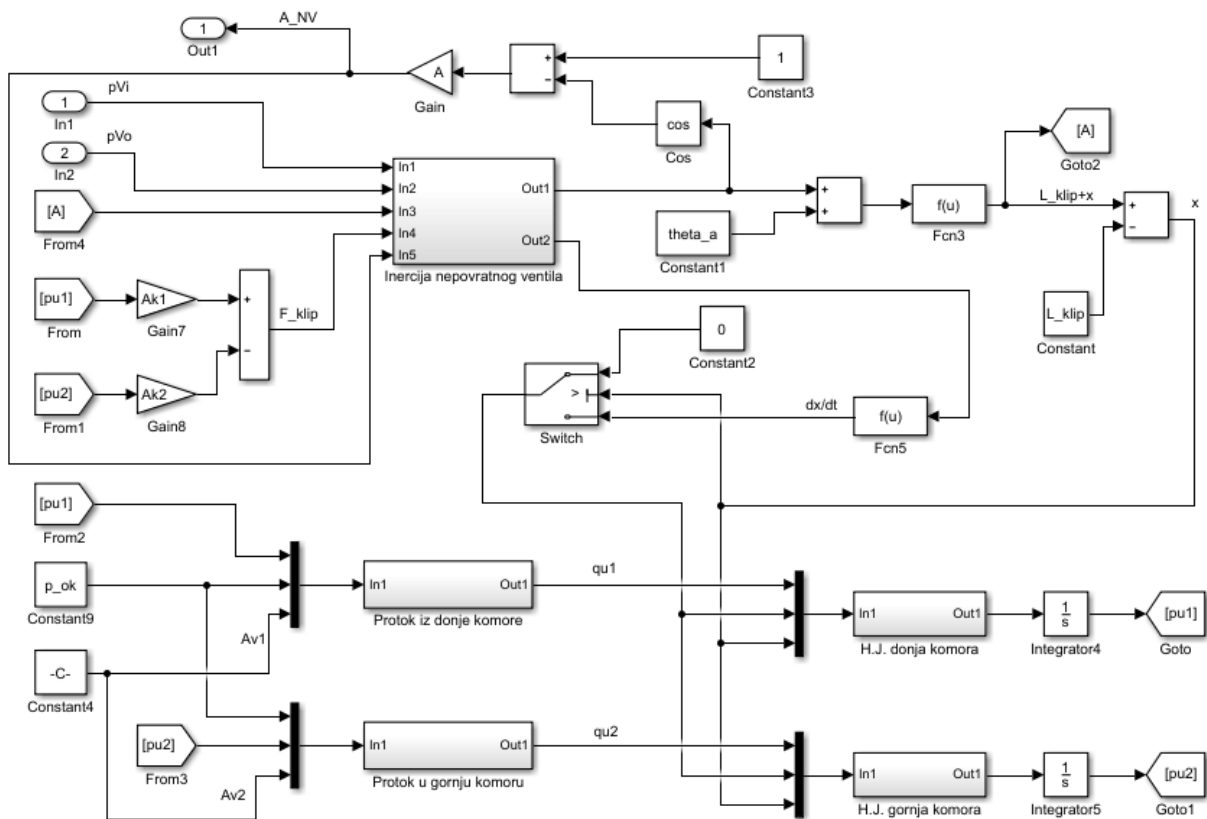 A_NV
1
Out1
A
Gain
+
−
1
Constant3
pVi
1
In1
cos
Cos
[A]
Goto2
pVo
2
In2
In1
In2
In3
In4
In5
Out1
Out2
Inercija nepovratnog ventila
[A]
From4
+
+
f(u)
Fcn3
L_klip+x
+
−
x
theta_a
Constant1
[pu1]
From
Ak1
Gain7
+
−
F_klip
L_klip
Constant
0
Constant2
[pu2]
From1
Ak2
Gain8
>
Switch
dx/dt
f(u)
Fcn5
[pu1]
From2
p_ok
Constant9
In1
Out1
Protok iz donje komore
qu1
In1
Out1
H.J. donja komora
1
s
Integrator4
[pu1]
Goto
Av1
-C-
Constant4
[pu2]
From3
Av2
In1
Out1
Protok u gornju komoru
qu2
In1
Out1
H.J. gornja komora
1
s
Integrator5
[pu2]
Goto1